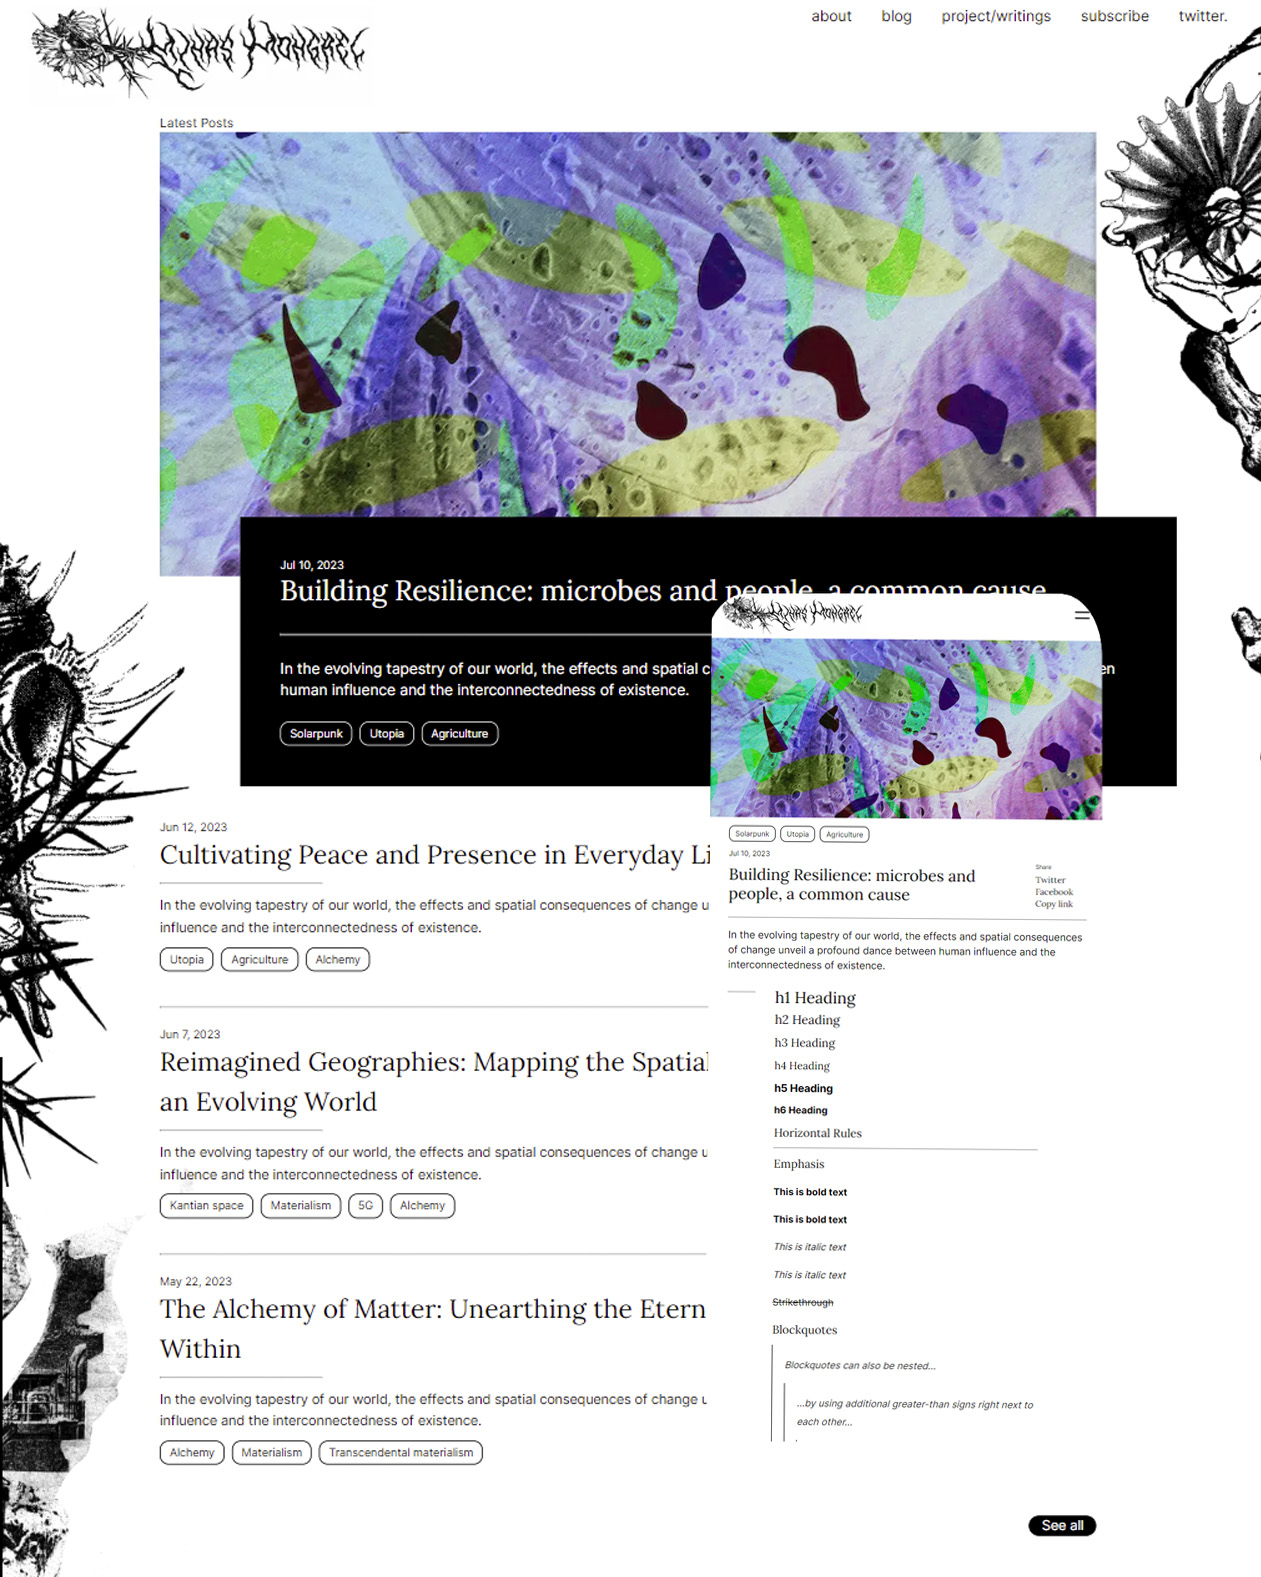 about blog project/writings subscribe twitter.
Latest Posts
Jul 10, 2023
Building Resilience: microbes and people, a common cause
In the evolving tapestry of our world, the effects and spatial c
en
human influence and the interconnectedness of existence.
Solarpunk Utopia Agriculture
Jun 12, 2023
Cultivating Peace and Presence in Everyday Li
In the evolving tapestry of our world, the effects and spatial consequences of change u
influence and the interconnectedness of existence.
Utopia Agriculture Alchemy
Jun 7, 2023
Reimagined Geographies: Mapping the Spatial
an Evolving World
In the evolving tapestry of our world, the effects and spatial consequences of change u
influence and the interconnectedness of existence.
Kantian space Materialism 5G Alchemy
May 22, 2023
The Alchemy of Matter: Unearthing the Etern
Within
In the evolving tapestry of our world, the effects and spatial consequences of change u
influence and the interconnectedness of existence.
Alchemy Materialism Transcendental materialism
Solarpunk Utopia Agriculture
Jul 10, 2023
Building Resilience: microbes and
people, a common cause
Share
Twitter
Facebook
Copy link
In the evolving tapestry of our world, the effects and spatial consequences
of change unveil a profound dance between human influence and the
interconnectedness of existence.
h1 Heading
h2 Heading
h3 Heading
h4 Heading
h5 Heading
h6 Heading
Horizontal Rules
Emphasis
This is bold text
This is bold text
This is italic text
This is italic text
Strikethrough
Blockquotes
Blockquotes can also be nested...
...by using additional greater-than signs right next to
each other...
See all